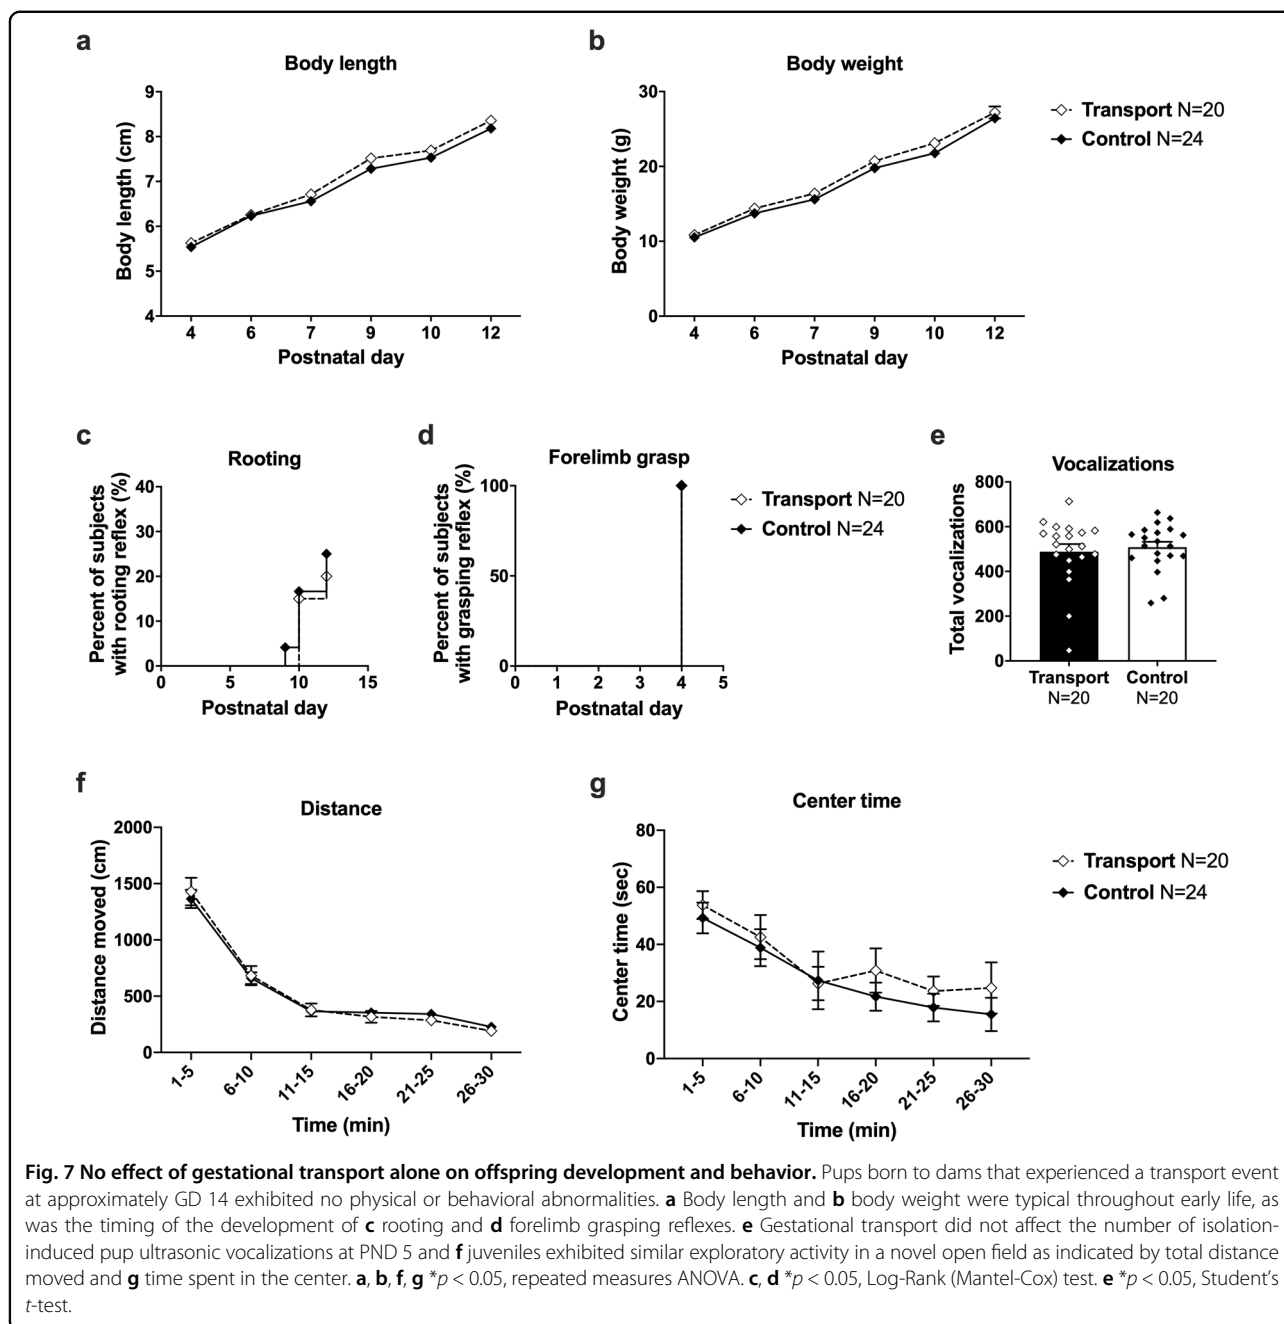 a
Body length
Body length (cm)
9
8
7
6
5
4
4 6 7 9 10 12
Postnatal day
b
Body weight
Body weight (g)
30
20
10
0
4 6 7 9 10 12
Postnatal day
Transport N=20
Control N=24
c
Rooting
Percent of subjects
with rooting reflex (%)
40
30
20
10
0
0 5 10 15
Postnatal day
d
Forelimb grasp
Percent of subjects
with grasping reflex (%)
100
50
0
0 1 2 3 4 5
Postnatal day
Transport N=20
Control N=24
e
Vocalizations
Total vocalizations
800
600
400
200
0
Transport Control
N=20 N=20
f
Distance
Distance moved (cm)
2000
1500
1000
500
0
1-5 6-10 11-15 16-20 21-25 26-30
Time (min)
g
Center time
Center time (sec)
80
60
40
20
0
1-5 6-10 11-15 16-20 21-25 26-30
Time (min)
Transport N=20
Control N=24
Fig. 7 No effect of gestational transport alone on offspring development and behavior. Pups born to dams that experienced a transport event
at approximately GD 14 exhibited no physical or behavioral abnormalities. a Body length and b body weight were typical throughout early life, as
was the timing of the development of c rooting and d forelimb grasping reflexes. e Gestational transport did not affect the number of isolation-
induced pup ultrasonic vocalizations at PND 5 and f juveniles exhibited similar exploratory activity in a novel open field as indicated by total distance
moved and g time spent in the center. a, b, f, g *p < 0.05, repeated measures ANOVA. c, d *p < 0.05, Log-Rank (Mantel-Cox) test. e *p < 0.05, Student's
t-test.